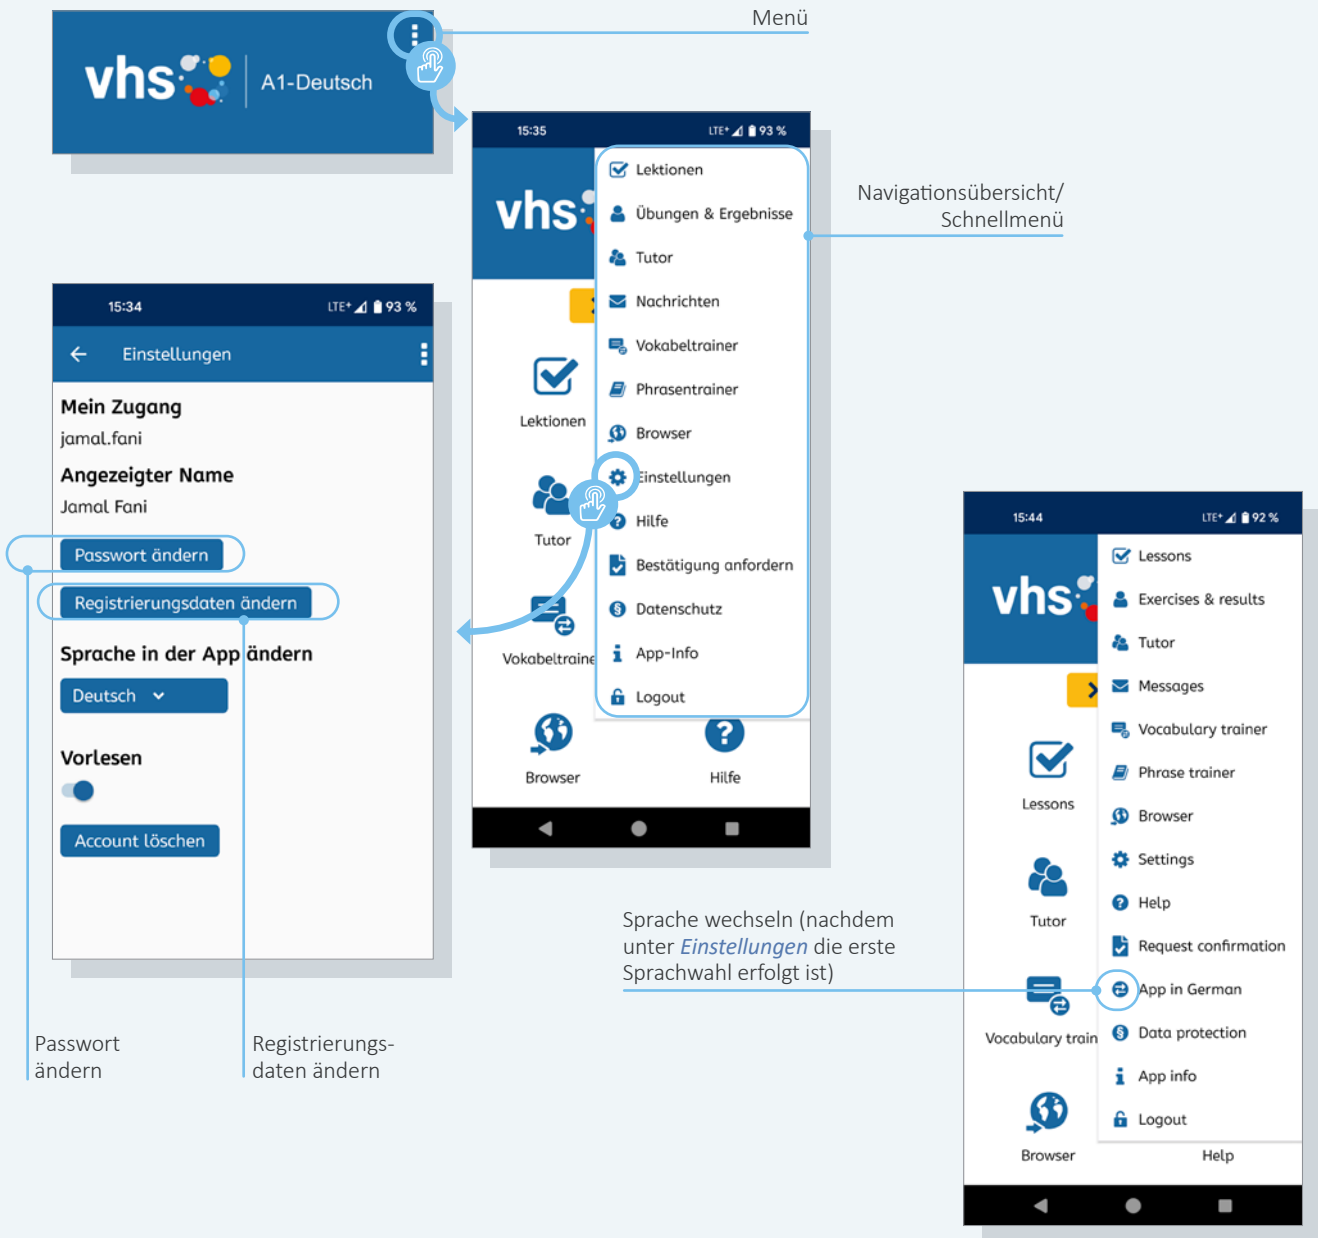 Menü
vhs
A1-Deutsch
15:35
LTE+ 93 %
vhs
Lektionen
Übungen & Ergebnisse
Tutor
Nachrichten
Vokabeltrainer
Phrasentrainer
Browser
Einstellungen
Hilfe
Bestätigung anfordern
Datenschutz
App-Info
Logout
Lektionen
Tutor
Vokabeltraine
Browser
Hilfe
Navigationsübersicht/
Schnellmenü
15:34
LTE+ 93 %
Einstellungen
Mein Zugang
jamal.fani
Angezeigter Name
Jamal Fani
Passwort ändern
Registrierungsdaten ändern
Sprache in der App ändern
Deutsch
Vorlesen
Account löschen
Passwort
ändern
Registrierungs-
daten ändern
Sprache wechseln (nachdem
unter Einstellungen die erste
Sprachwahl erfolgt ist)
15:44
LTE+ 92 %
vhs
Lessons
Exercises & results
Tutor
Messages
Vocabulary trainer
Phrase trainer
Browser
Settings
Help
Request confirmation
App in German
Data protection
App info
Logout
Lessons
Tutor
Vocabulary train
Browser
Help